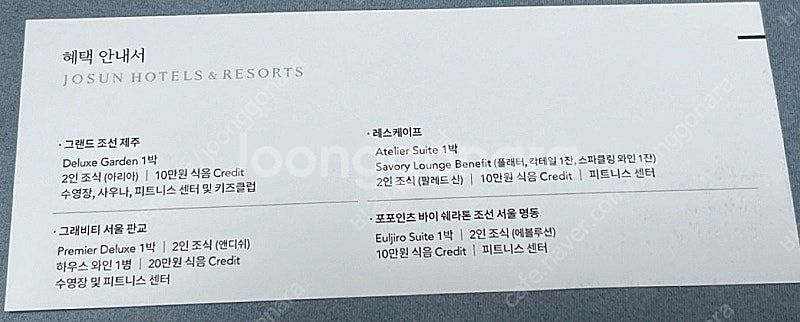 혜택 안내서
JOSUN HOTELS & RESORTS
· 그랜드 조선 제주
Deluxe Garden 1박
2인 조식 (아리아) | 10만원 식음 Credit
수영장, 사우나, 피트니스 센터 및 키즈클럽
· 레스케이프
Atelier Suite 1박
Savory Lounge Benefit (플래터, 칵테일 1잔, 스파클링 와인 1잔)
2인 조식 (팔레드 신) | 10만원 식음 Credit | 피트니스 센터
· 그래비티 서울 판교
Premier Deluxe 1박 | 2인 조식 (앤디쉬)
하우스 와인 1병 | 20만원 식음 Credit
수영장 및 피트니스 센터
· 포포인츠 바이 쉐라톤 조선 서울 명동
Euljiro Suite 1박 | 2인 조식 (에볼루션)
10만원 식음 Credit | 피트니스 센터
joonggonara
cafe.naver.com/joonggonara